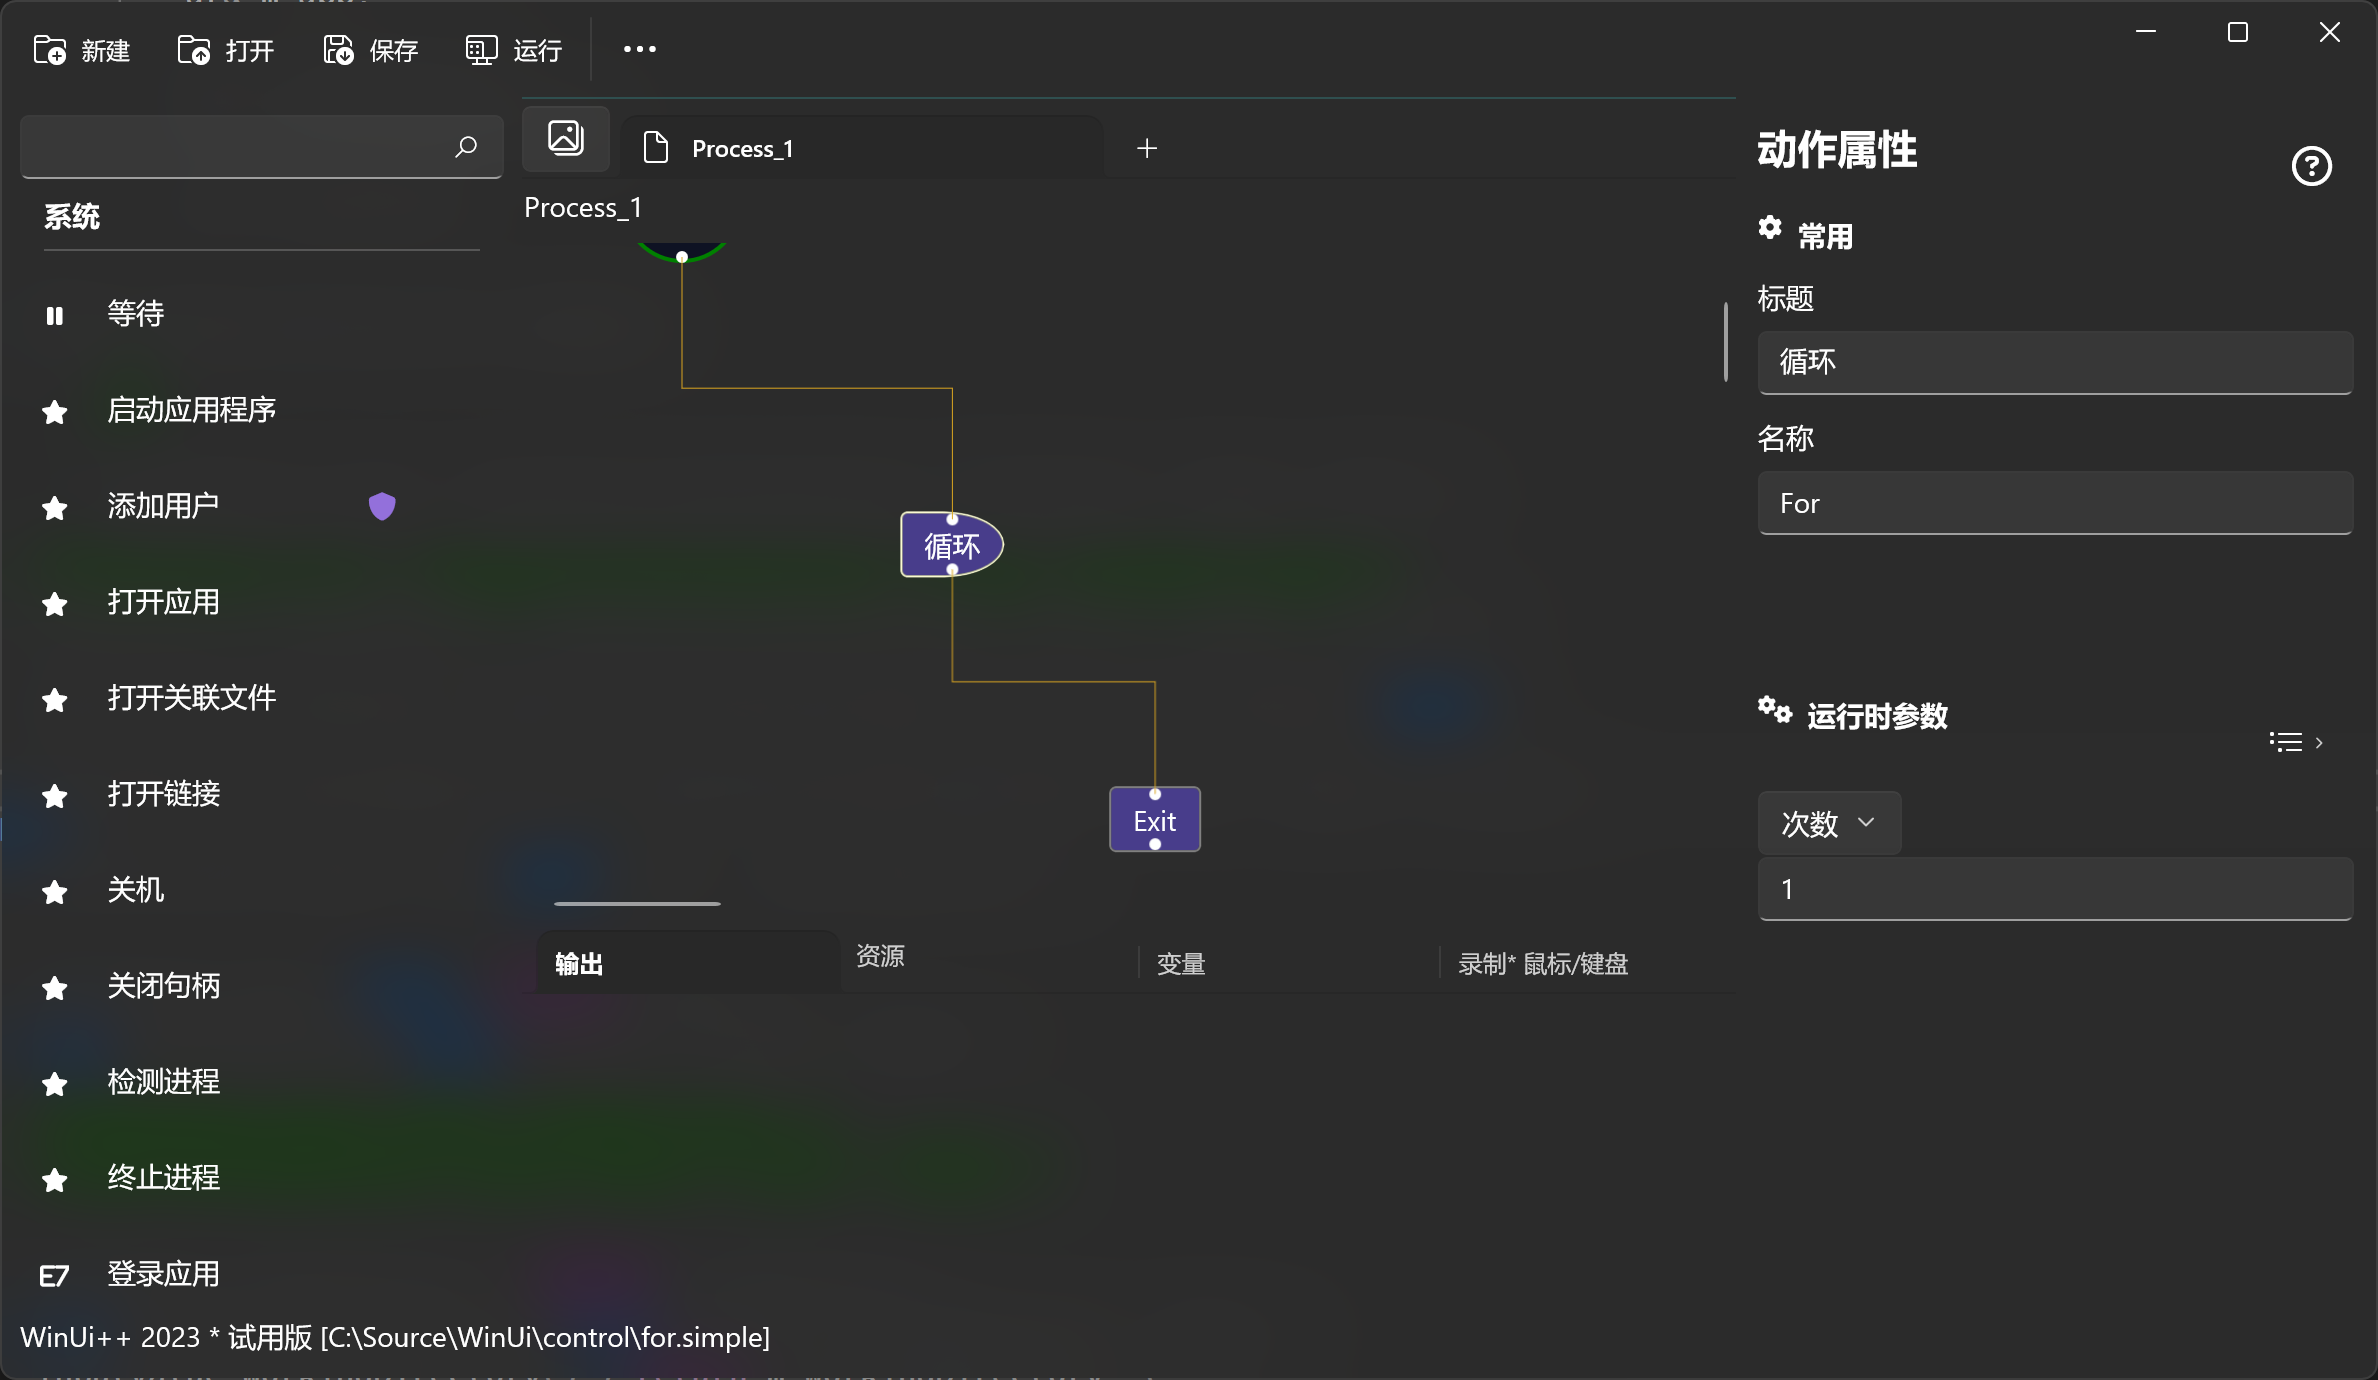 新建 打开 保存 运行
Process_1
系统
等待
启动应用程序
添加用户
打开应用
打开关联文件
打开链接
关机
关闭句柄
检测进程
终止进程
E7 登录应用
Process_1
循环
Exit
输出 资源 变量 录制* 鼠标/键盘
动作属性
常用
标题
循环
名称
For
运行时参数
次数
1
WinUi++ 2023 * 试用版 [C:\Source\WinUi\control\for.simple]